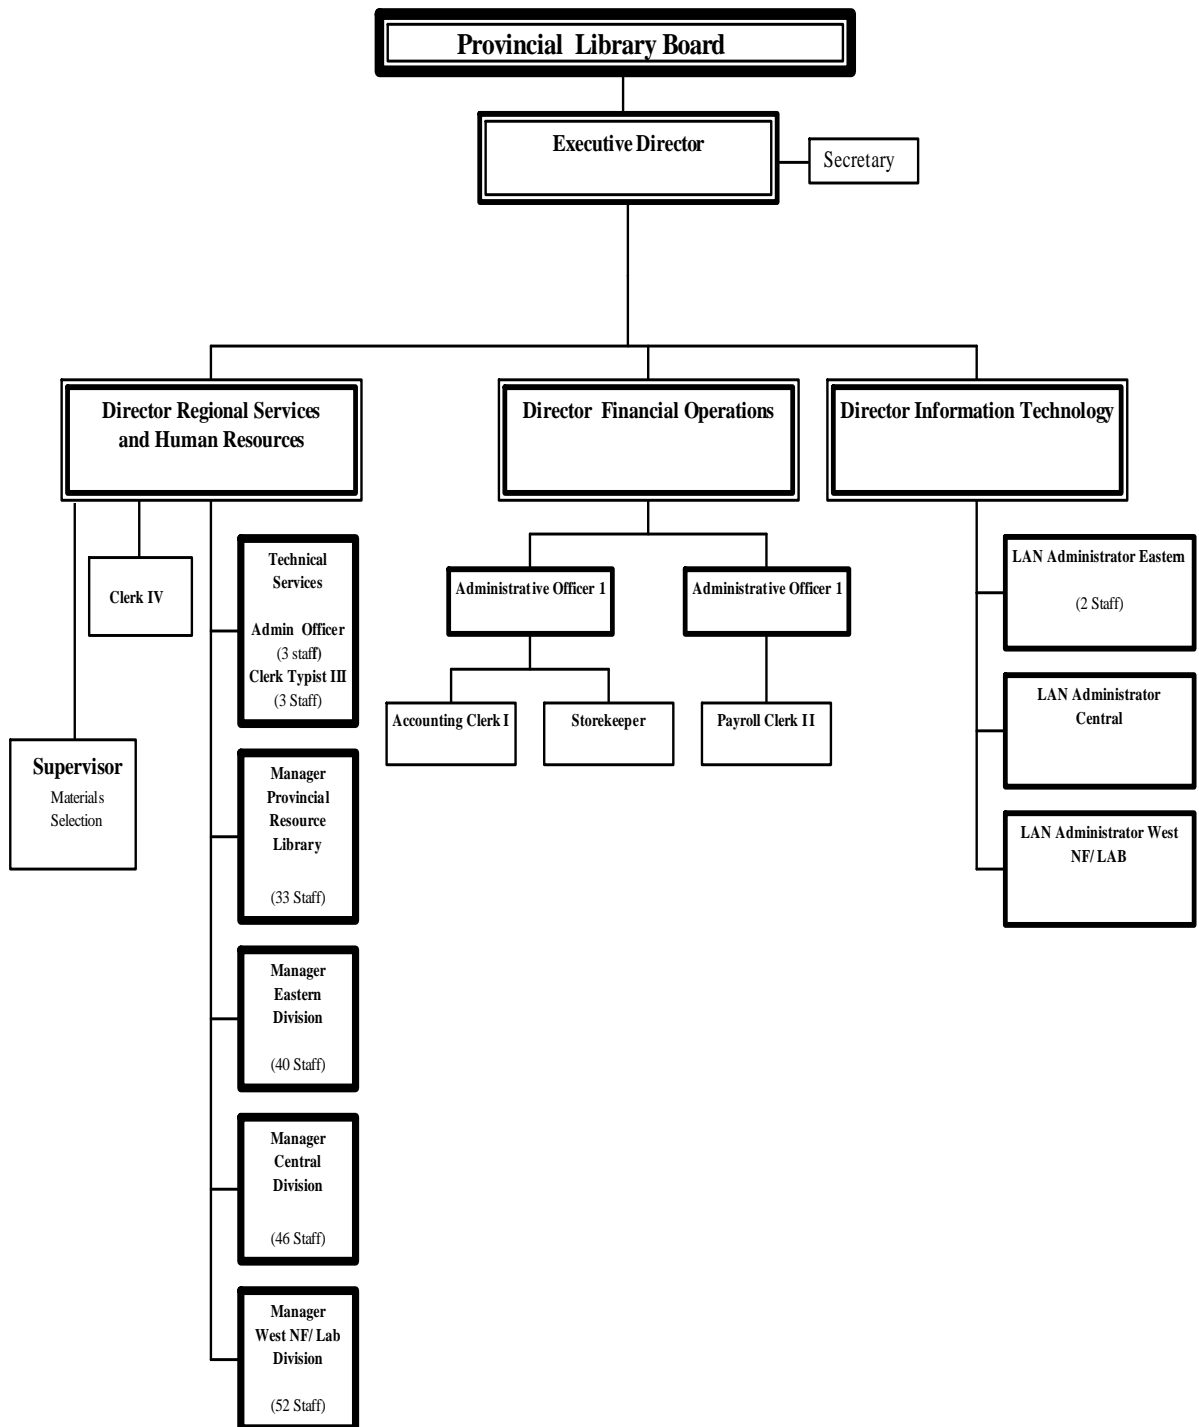 Provincial Library Board
Executive Director
Secretary
Director Regional Services
and Human Resources
Director Financial Operations
Director Information Technology
Clerk IV
Supervisor
Materials
Selection
Technical
Services
Admin Officer
(3 staff)
Clerk Typist III
(3 Staff)
Manager
Provincial
Resource
Library
(33 Staff)
Manager
Eastern
Division
(40 Staff)
Manager
Central
Division
(46 Staff)
Manager
West NF/ Lab
Division
(52 Staff)
Administrative Officer 1
Administrative Officer 1
Accounting Clerk I
Storekeeper
Payroll Clerk II
LAN Administrator Eastern
(2 Staff)
LAN Administrator
Central
LAN Administrator West
NF/ LAB